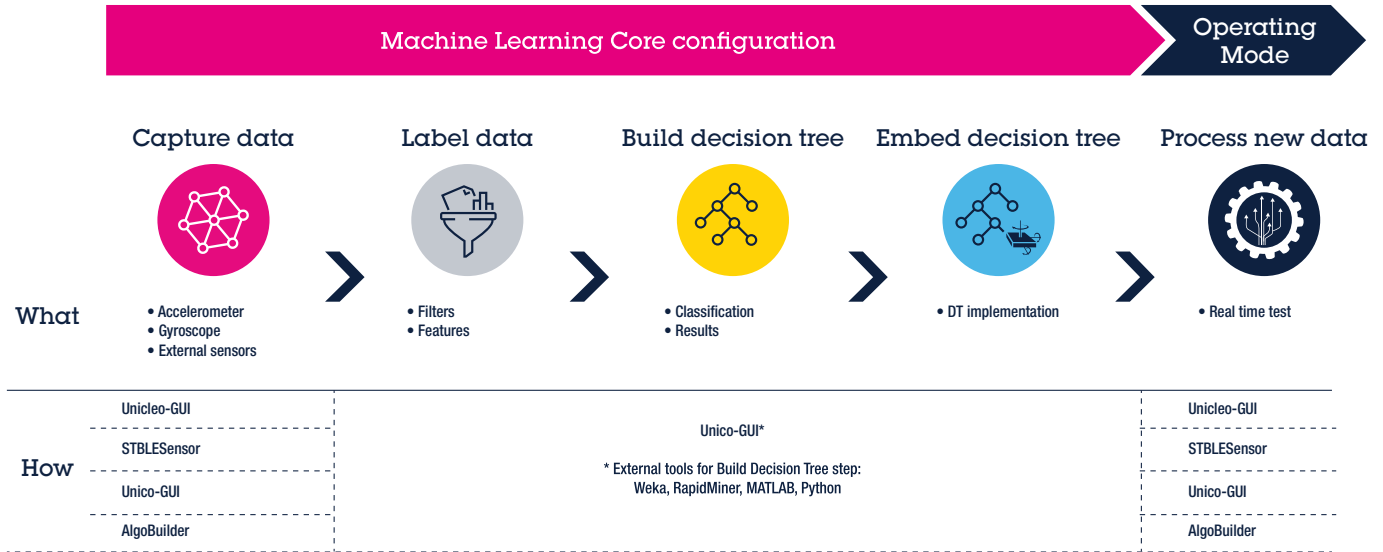 Machine Learning Core configuration
Operating
Mode
Capture data
Label data
Build decision tree
Embed decision tree
Process new data
What
• Accelerometer
• Gyroscope
• External sensors
• Filters
• Features
• Classification
• Results
• DT implementation
• Real time test
How
Unicleo-GUI
STBLESensor
Unico-GUI
AlgoBuilder
Unico-GUI*
* External tools for Build Decision Tree step:
Weka, RapidMiner, MATLAB, Python
Unicleo-GUI
STBLESensor
Unico-GUI
AlgoBuilder